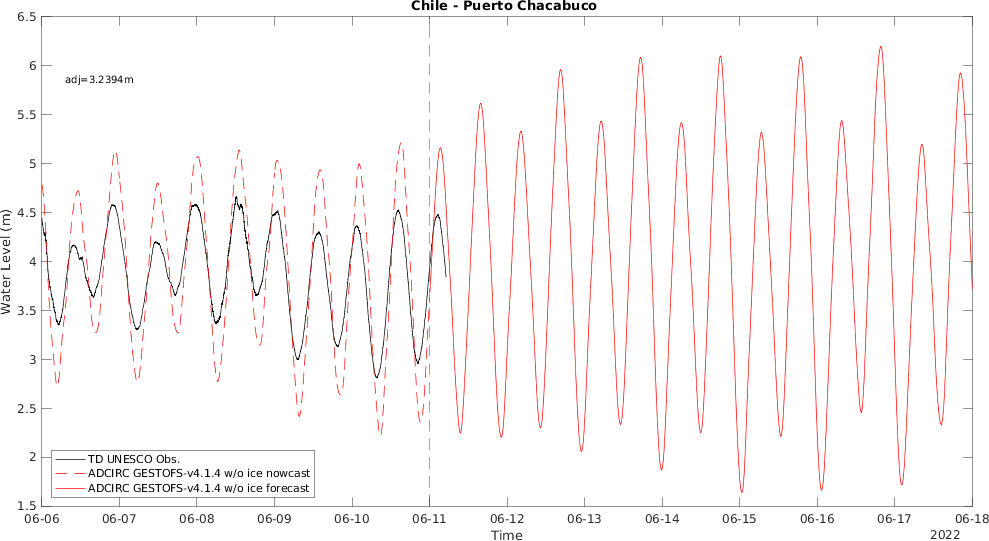 Chile - Puerto Chacabuco
6.5
6
5.5
5
4.5
4
3.5
3
2.5
2
1.5
Water Level (m)
adj=3.2394m
TD UNESCO Obs.
ADCIRC GESTOFS-v4.1.4 w/o ice nowcast
ADCIRC GESTOFS-v4.1.4 w/o ice forecast
06-06 06-07 06-08 06-09 06-10 06-11 06-12 06-13 06-14 06-15 06-16 06-17 06-18
Time
2022